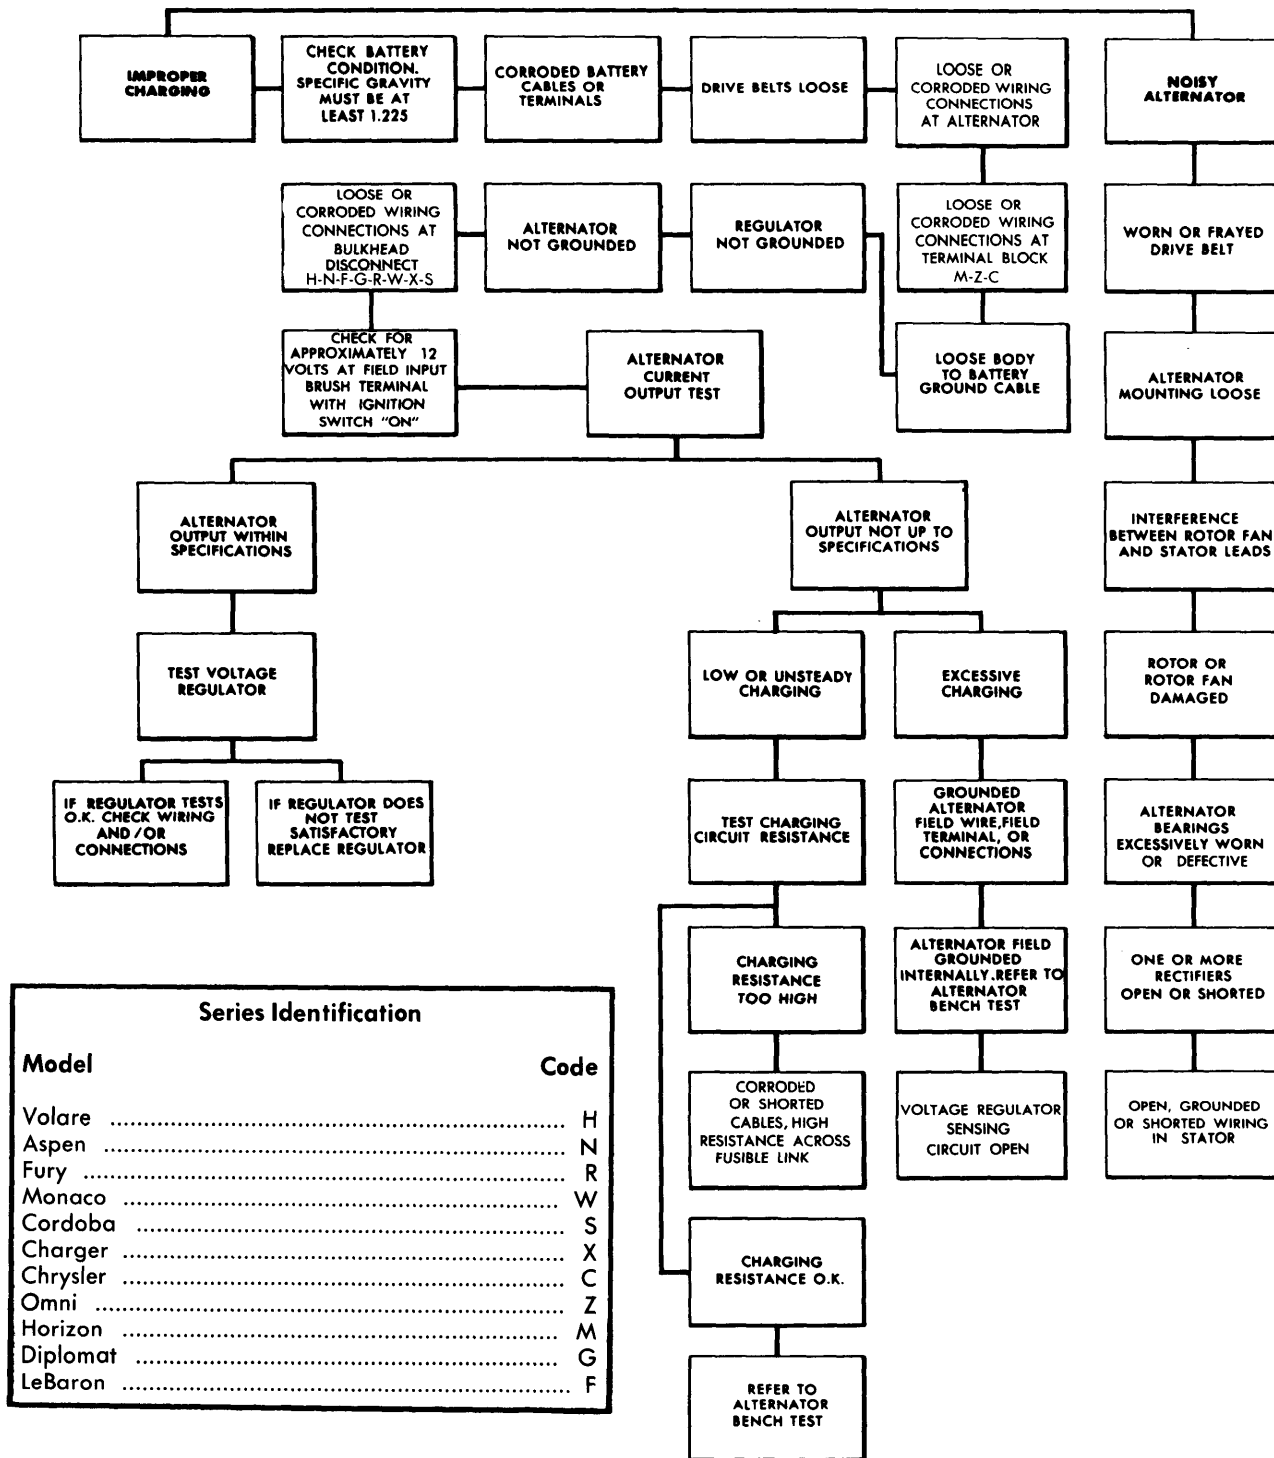 IMPROPER
CHARGING
CHECK BATTERY
CONDITION.
SPECIFIC GRAVITY
MUST BE AT
LEAST 1.225
CORRODED BATTERY
CABLES OR
TERMINALS
DRIVE BELTS LOOSE
LOOSE OR
CORRODED WIRING
CONNECTIONS
AT ALTERNATOR
NOISY
ALTERNATOR
LOOSE OR
CORRODED WIRING
CONNECTIONS AT
BULKHEAD
DISCONNECT
H-N-F-G-R-W-X-S
ALTERNATOR
NOT GROUNDED
REGULATOR
NOT GROUNDED
LOOSE OR
CORRODED WIRING
CONNECTIONS AT
TERMINAL BLOCK
M-Z-C
WORN OR FRAYED
DRIVE BELT
CHECK FOR
APPROXIMATELY 12
VOLTS AT FIELD INPUT
BRUSH TERMINAL
WITH IGNITION
SWITCH "ON"
ALTERNATOR
CURRENT
OUTPUT TEST
LOOSE BODY
TO BATTERY
GROUND CABLE
ALTERNATOR
MOUNTING LOOSE
ALTERNATOR
OUTPUT WITHIN
SPECIFICATIONS
ALTERNATOR
OUTPUT NOT UP TO
SPECIFICATIONS
INTERFERENCE
BETWEEN ROTOR FAN
AND STATOR LEADS
TEST VOLTAGE
REGULATOR
LOW OR UNSTEADY
CHARGING
EXCESSIVE
CHARGING
ROTOR OR
ROTOR FAN
DAMAGED
IF REGULATOR TESTS
O.K. CHECK WIRING
AND/OR
CONNECTIONS
IF REGULATOR DOES
NOT TEST
SATISFACTORY
REPLACE REGULATOR
TEST CHARGING
CIRCUIT RESISTANCE
GROUNDED
ALTERNATOR
FIELD WIRE,FIELD
TERMINAL, OR
CONNECTIONS
ALTERNATOR
BEARINGS
EXCESSIVELY WORN
OR DEFECTIVE
CHARGING
RESISTANCE
TOO HIGH
ALTERNATOR FIELD
GROUNDED
INTERNALLY.REFER TO
ALTERNATOR
BENCH TEST
ONE OR MORE
RECTIFIERS
OPEN OR SHORTED
CORRODED
OR SHORTED
CABLES, HIGH
RESISTANCE ACROSS
FUSIBLE LINK
VOLTAGE REGULATOR
SENSING
CIRCUIT OPEN
OPEN, GROUNDED
OR SHORTED WIRING
IN STATOR
CHARGING
RESISTANCE O.K.
REFER TO
ALTERNATOR
BENCH TEST
Series Identification
Model Code
Volare ........................................ H
Aspen ........................................ N
Fury ........................................ R
Monaco ........................................ W
Cordoba ........................................ S
Charger ........................................ X
Chrysler ........................................ C
Omni ........................................ Z
Horizon ........................................ M
Diplomat ........................................ G
LeBaron ........................................ F